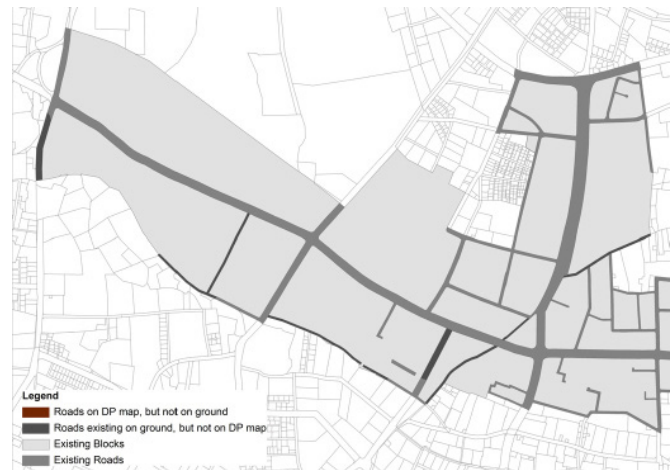 Legend
Roads on DP map, but not on ground
Roads existing on ground, but not on DP map
Existing Blocks
Existing Roads